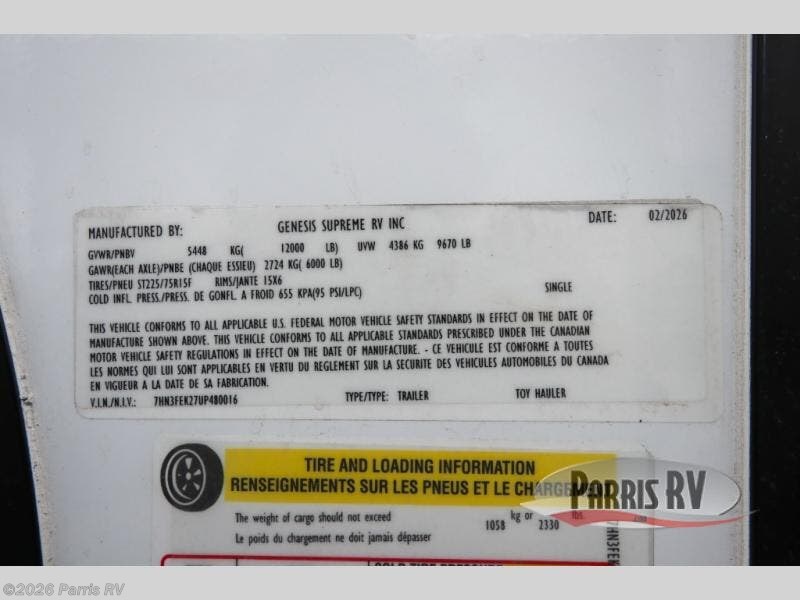 MANUFACTURED BY: GENESIS SUPREME RV INC DATE: 02/2026
GVWR/PNBV 5448 KG( 12000 LB) UVW 4386 KG 9670 LB
GAWR(EACH AXLE)/PNBE (CHAQUE ESSIEU) 2724 KG( 6000 LB)
TIRES/PNEU ST225/75R15F RIMS/JANTE 15X6
COLD INFL. PRESS./PRESS. DE GONFL. A FROID 655 KPA(95 PSI/LPC) SINGLE
THIS VEHICLE CONFORMS TO ALL APPLICABLE U.S. FEDERAL MOTOR VEHICLE SAFETY STANDARDS IN EFFECT ON THE DATE OF
MANUFACTURE SHOWN ABOVE. THIS VEHICLE CONFORMS TO ALL APPLICABLE STANDARDS PRESCRIBED UNDER THE CANADIAN
MOTOR VEHICLE SAFETY REGULATIONS IN EFFECT ON THE DATE OF MANUFACTURE. - CE VEHICULE EST CONFORME A TOUTES
LES NORMES QUI LUI SONT APPLICABLES EN VERTU DU REGLEMENT SUR LA SECURITE DES VEHICULES AUTOMOBILES DU CANADA
EN VIGUEUR A LA DATE DE SA FABRICATION.
V.I.N./N.I.V.: 7HN3FEK27UP480016 TYPE/TYPE: TRAILER TOY HAULER
TIRE AND LOADING INFORMATION
RENSEIGNEMENTS SUR LES PNEUS ET LE CHARGEMENT
The weight of cargo should not exceed 1058 kg or 2330 lbs.
Le poids du chargement ne doit jamais dépasser
7HN3FEK
PARRIS RV
©2026 Parris RV